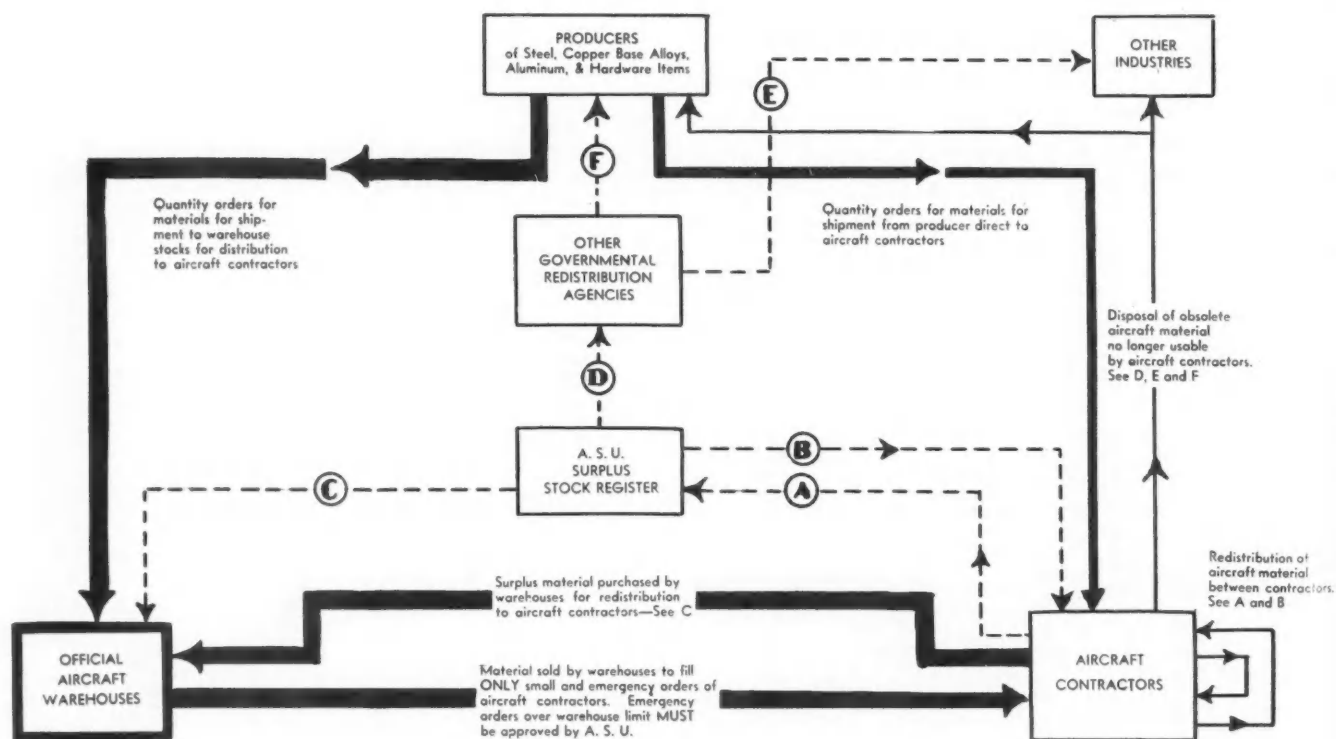 PRODUCERS
of Steel, Copper Base Alloys,
Aluminum, & Hardware Items
OTHER
INDUSTRIES
E
F
Quantity orders for
materials for ship-
ment to warehouse
stocks for distribution
to aircraft contractors
Quantity orders for materials for
shipment from producer direct to
aircraft contractors
OTHER
GOVERNMENTAL
REDISTRIBUTION
AGENCIES
Disposal of obsolete
aircraft material
no longer usable
by aircraft contractors.
See D, E and F
D
A. S. U.
SURPLUS
STOCK REGISTER
B
C
A
Surplus material purchased by
warehouses for redistribution
to aircraft contractors—See C
Redistribution of
aircraft material
between contractors.
See A and B
OFFICIAL
AIRCRAFT
WAREHOUSES
Material sold by warehouses to fill
ONLY small and emergency orders of
aircraft contractors. Emergency
orders over warehouse limit MUST
be approved by A. S. U.
AIRCRAFT
CONTRACTORS